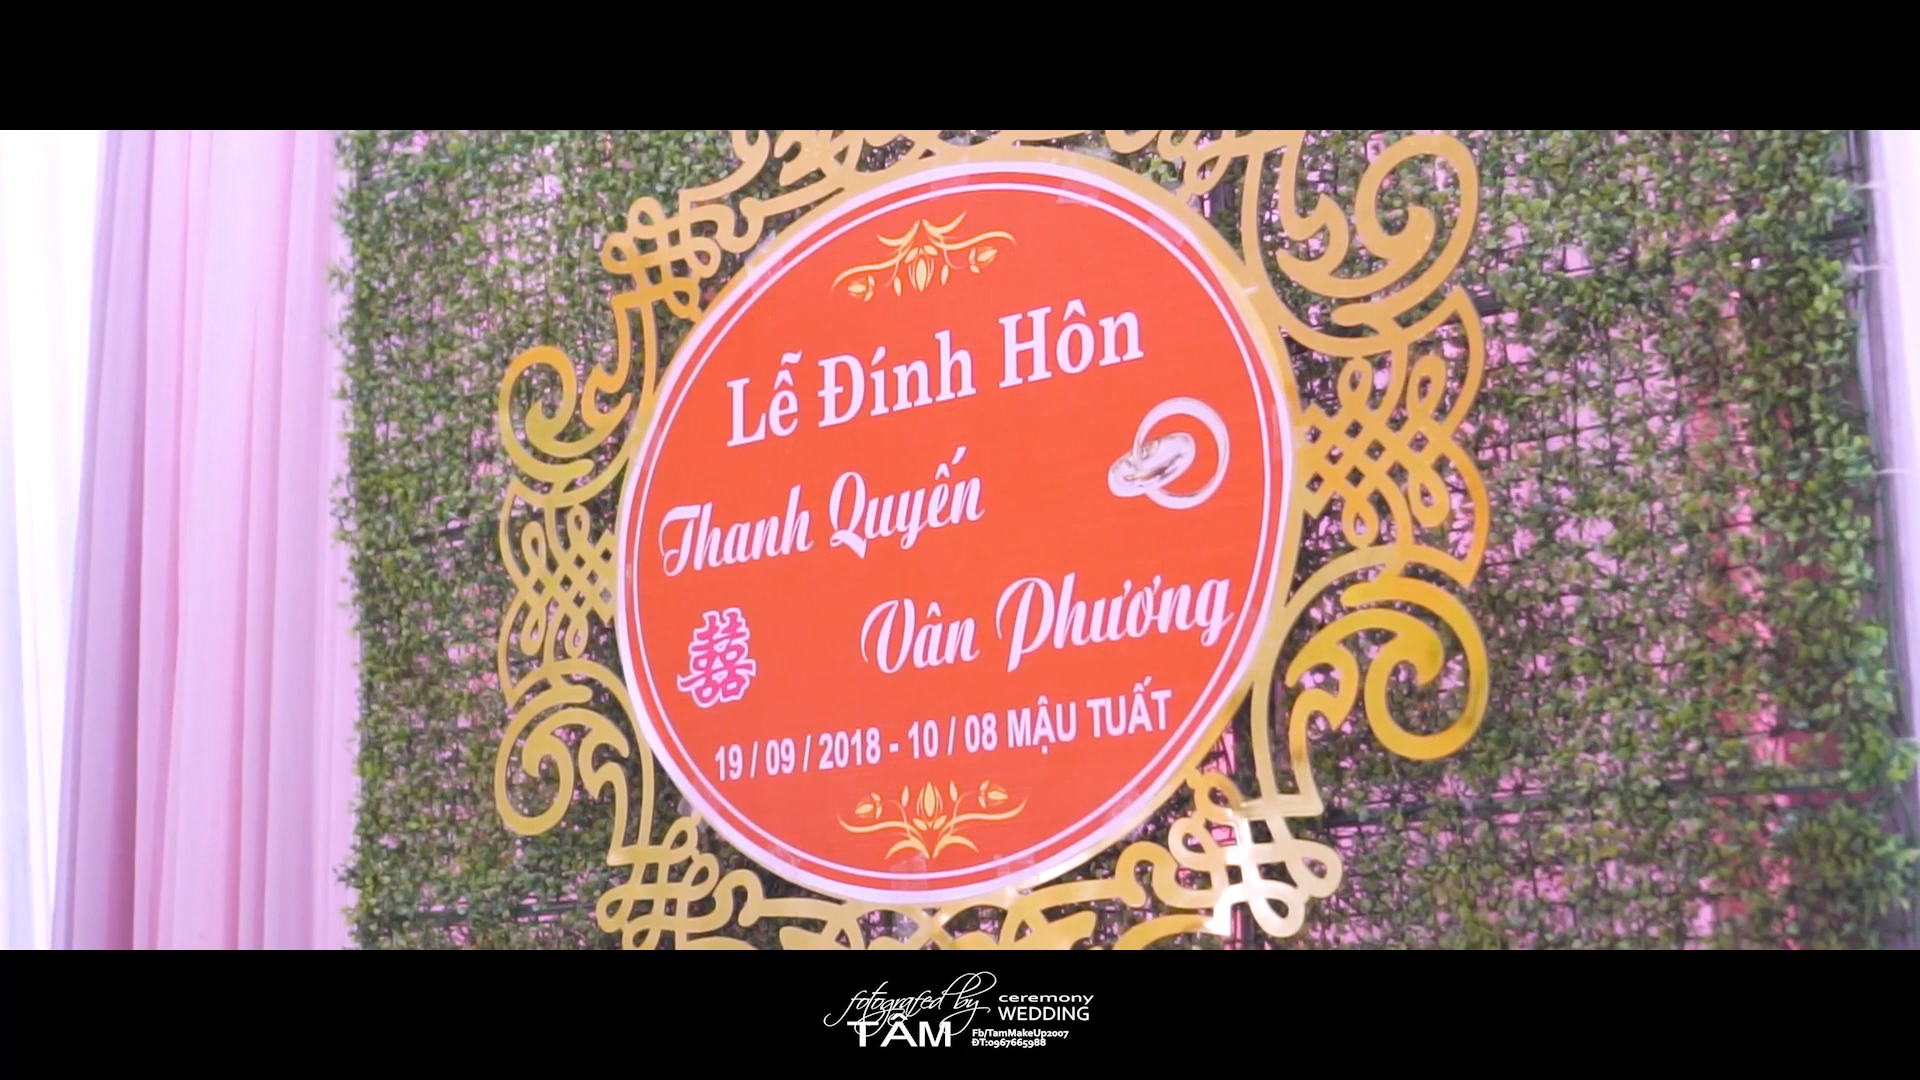 Lễ Đính Hôn
Thanh Quyến
囍
Vân Phương
19 / 09 / 2018 - 10 / 08 MẬU TUẤT
fotografed by ceremony
TÂM WEDDING
Fb/TamMakeUp2007
ĐT:0967665988